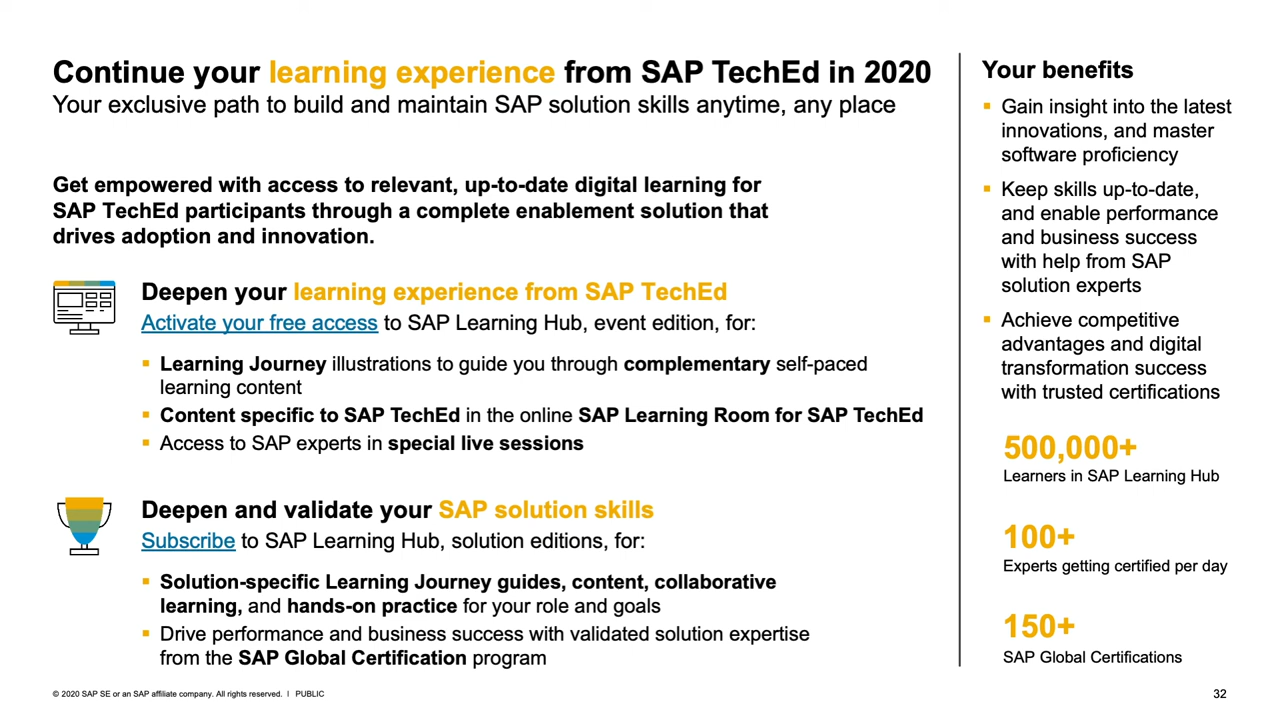 Continue your learning experience from SAP TechEd in 2020
Your exclusive path to build and maintain SAP solution skills anytime, any place
Get empowered with access to relevant, up-to-date digital learning for
SAP TechEd participants through a complete enablement solution that
drives adoption and innovation.
Deepen your learning experience from SAP TechEd
Activate your free access to SAP Learning Hub, event edition, for:
▪ Learning Journey illustrations to guide you through complementary self-paced
learning content
▪ Content specific to SAP TechEd in the online SAP Learning Room for SAP TechEd
▪ Access to SAP experts in special live sessions
Deepen and validate your SAP solution skills
Subscribe to SAP Learning Hub, solution editions, for:
▪ Solution-specific Learning Journey guides, content, collaborative
learning, and hands-on practice for your role and goals
▪ Drive performance and business success with validated solution expertise
from the SAP Global Certification program
Your benefits
▪ Gain insight into the latest
innovations, and master
software proficiency
▪ Keep skills up-to-date,
and enable performance
and business success
with help from SAP
solution experts
▪ Achieve competitive
advantages and digital
transformation success
with trusted certifications
500,000+
Learners in SAP Learning Hub
100+
Experts getting certified per day
150+
SAP Global Certifications
© 2020 SAP SE or an SAP affiliate company. All rights reserved. | PUBLIC
32